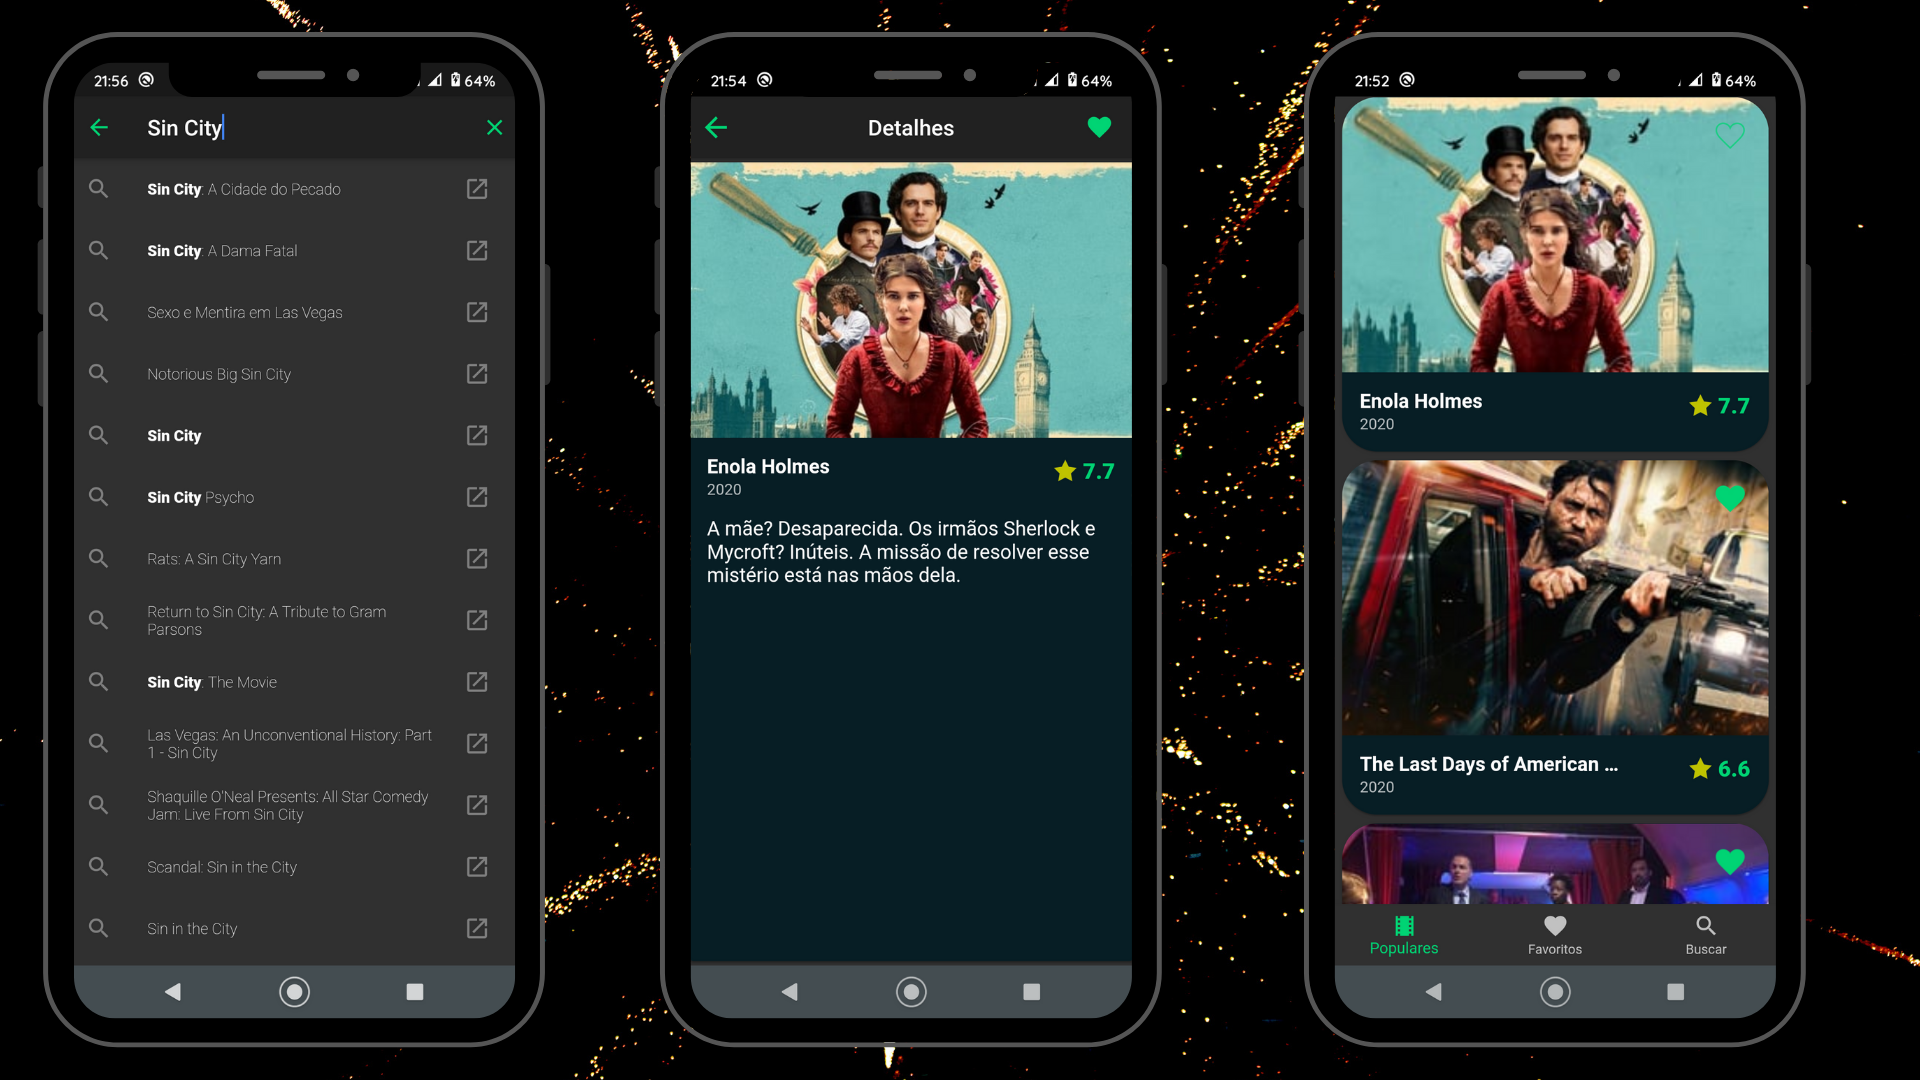 21:56
64%
Sin City
Sin City: A Cidade do Pecado
Sin City: A Dama Fatal
Sexo e Mentira em Las Vegas
Notorious Big Sin City
Sin City
Sin City Psycho
Rats: A Sin City Yarn
Return to Sin City: A Tribute to Gram
Parsons
Sin City: The Movie
Las Vegas: An Unconventional History: Part
1 - Sin City
Shaquille O'Neal Presents: All Star Comedy
Jam: Live From Sin City
Scandal: Sin in the City
Sin in the City
21:54
64%
Detalhes
Enola Holmes
7.7
2020
A mãe? Desaparecida. Os irmãos Sherlock e
Mycroft? Inúteis. A missão de resolver esse
mistério está nas mãos dela.
21:52
64%
Enola Holmes
7.7
2020
The Last Days of American ...
6.6
2020
Populares
Favoritos
Buscar